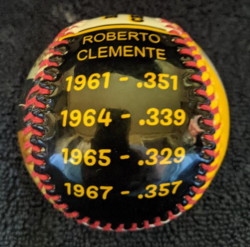 ROBERTO
CLEMENTE
1961 - .351
1964 - .339
1965 - .329
1967 - .357